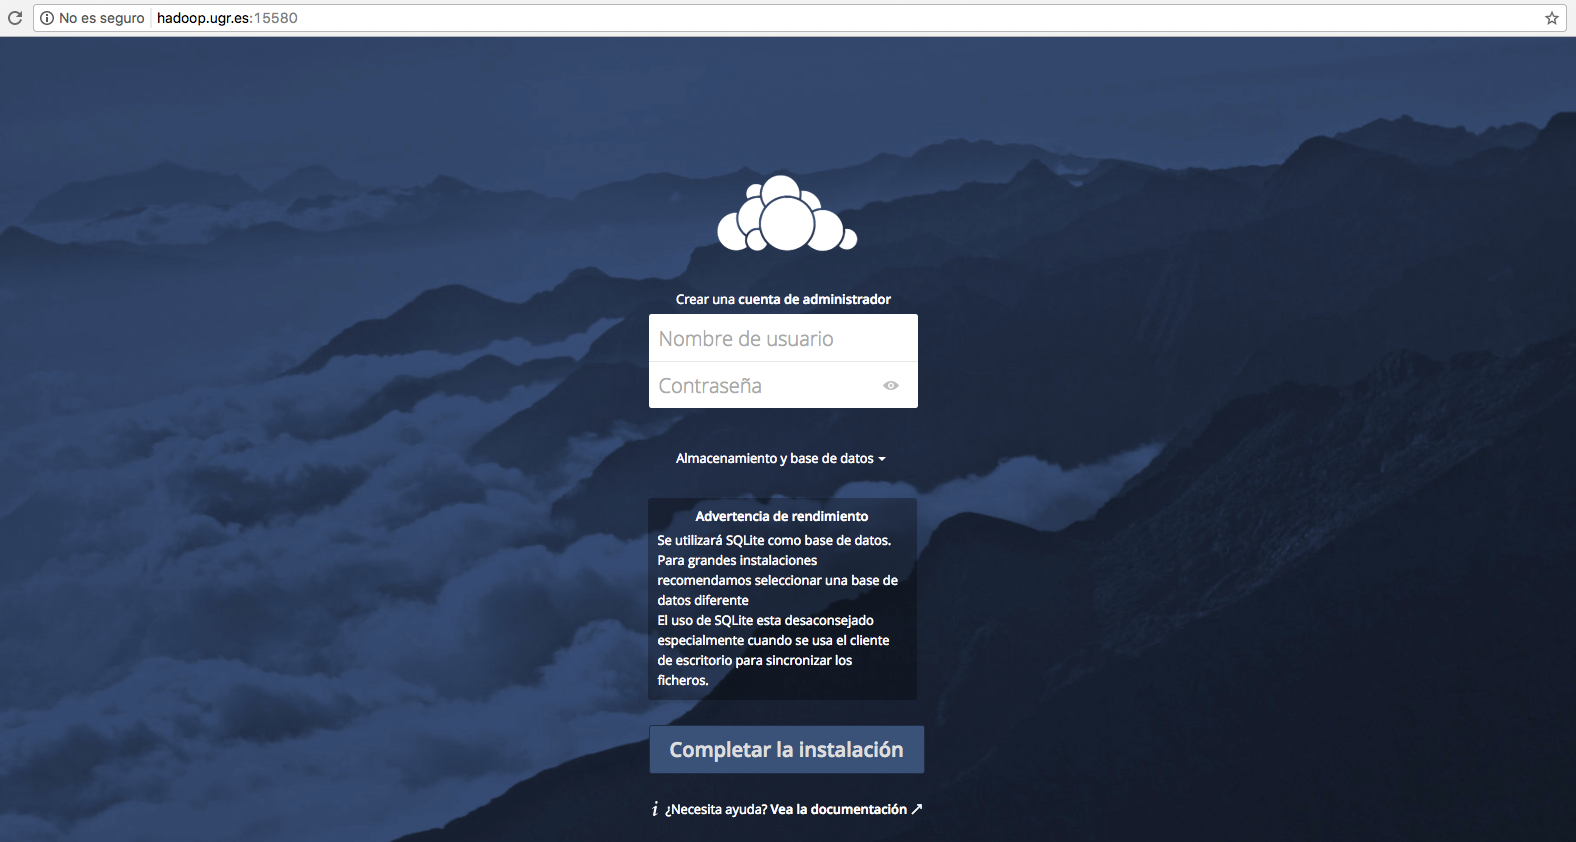 No es seguro hadoop.ugr.es:15580
Crear una cuenta de administrador
Nombre de usuario
Contraseña
Almacenamiento y base de datos
Advertencia de rendimiento
Se utilizará SQLite como base de datos.
Para grandes instalaciones
recomendamos seleccionar una base de
datos diferente
El uso de SQLite esta desaconsejado
especialmente cuando se usa el cliente
de escritorio para sincronizar los
ficheros.
Completar la instalación
i ¿Necesita ayuda? Vea la documentación ↗